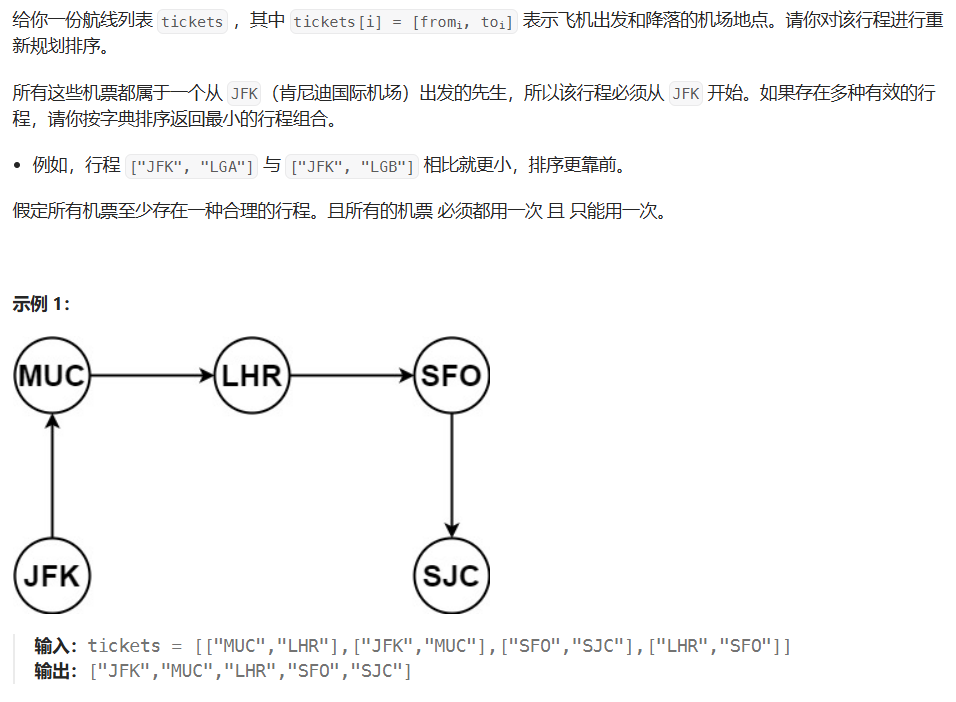 给你一份航线列表 tickets ，其中 tickets[i] = [fromᵢ, toᵢ] 表示飞机出发和降落的机场地点。请你对该行程进行重
新规划排序。
所有这些机票都属于一个从 JFK（肯尼迪国际机场）出发的先生，所以该行程必须从 JFK 开始。如果存在多种有效的行
程，请你按字典排序返回最小的行程组合。
• 例如，行程 ["JFK", "LGA"] 与 ["JFK", "LGB"] 相比就更小，排序更靠前。
假定所有机票至少存在一种合理的行程。且所有的机票 必须都用一次 且 只能用一次。
示例 1：
MUC LHR SFO
JFK SJC
输入：tickets = [["MUC","LHR"],["JFK","MUC"],["SFO","SJC"],["LHR","SFO"]]
输出：["JFK","MUC","LHR","SFO","SJC"]